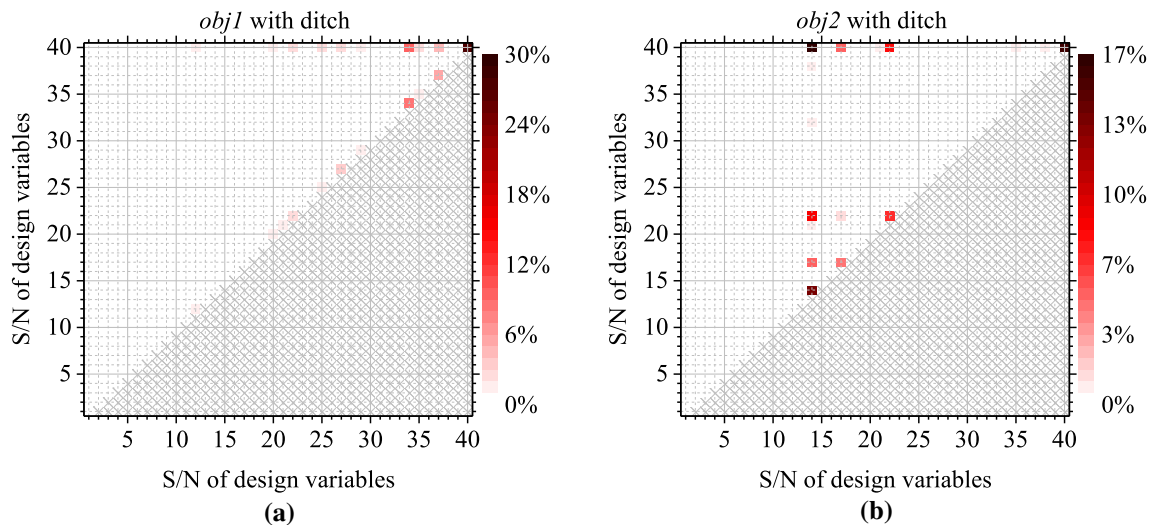 obj1 with ditch
S/N of design variables
40
35
30
25
20
15
10
5
5 10 15 20 25 30 35 40
S/N of design variables
30%
24%
18%
12%
6%
0%
(a)
obj2 with ditch
S/N of design variables
40
35
30
25
20
15
10
5
5 10 15 20 25 30 35 40
S/N of design variables
17%
13%
10%
7%
3%
0%
(b)